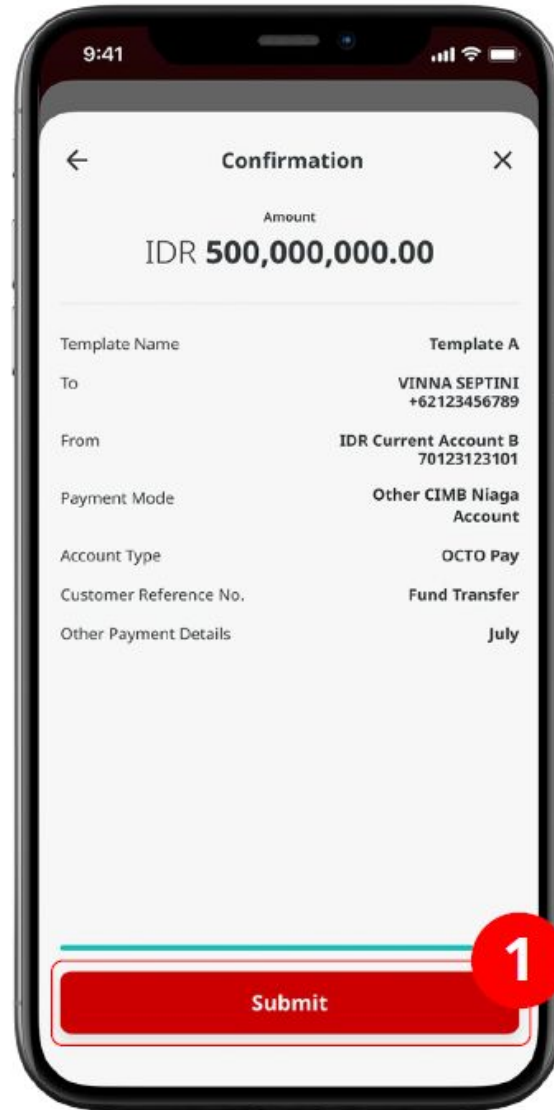 9:41
Confirmation
Amount
IDR 500,000,000.00
Template Name Template A
To VINNA SEPTINI
+62123456789
From IDR Current Account B
70123123101
Payment Mode Other CIMB Niaga
Account
Account Type OCTO Pay
Customer Reference No. Fund Transfer
Other Payment Details July
1
Submit